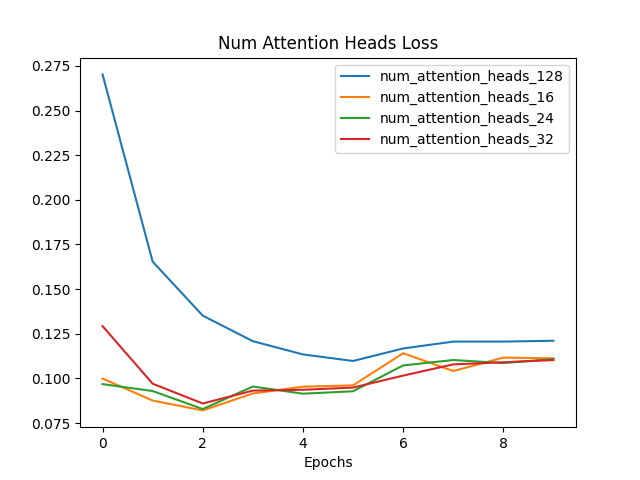 Num Attention Heads Loss
num_attention_heads_128
num_attention_heads_16
num_attention_heads_24
num_attention_heads_32
0.275
0.250
0.225
0.200
0.175
0.150
0.125
0.100
0.075
0 2 4 6 8
Epochs